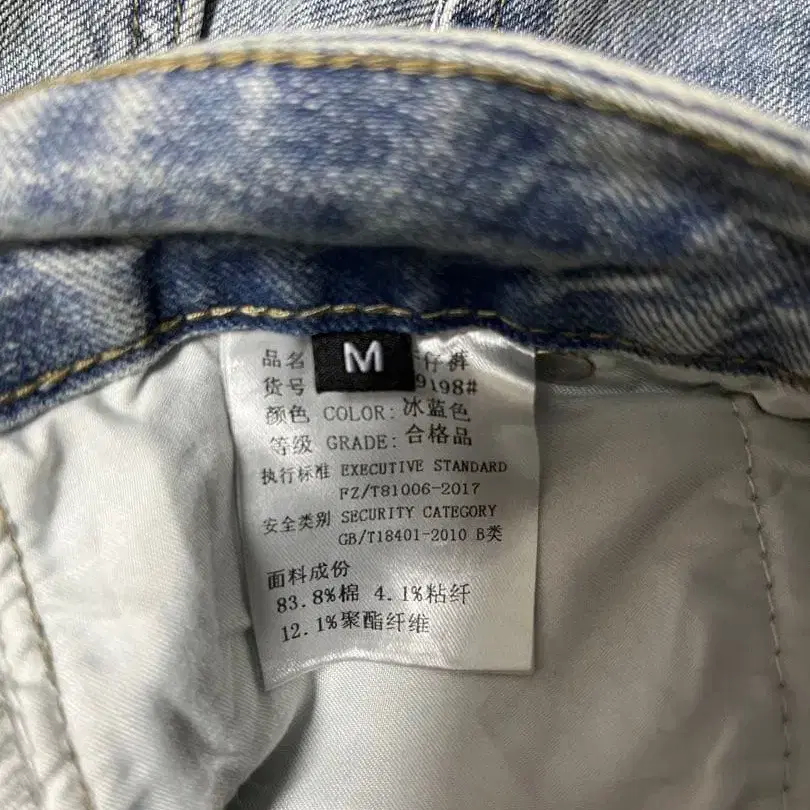 M
品名 仔裤
货号 9198#
颜色 COLOR: 冰蓝色
等级 GRADE: 合格品
执行标准 EXECUTIVE STANDARD
FZ/T81006-2017
安全类别 SECURITY CATEGORY
GB/T18401-2010 B类
面料成份
83.8%棉 4.1%粘纤
12.1%聚酯纤维